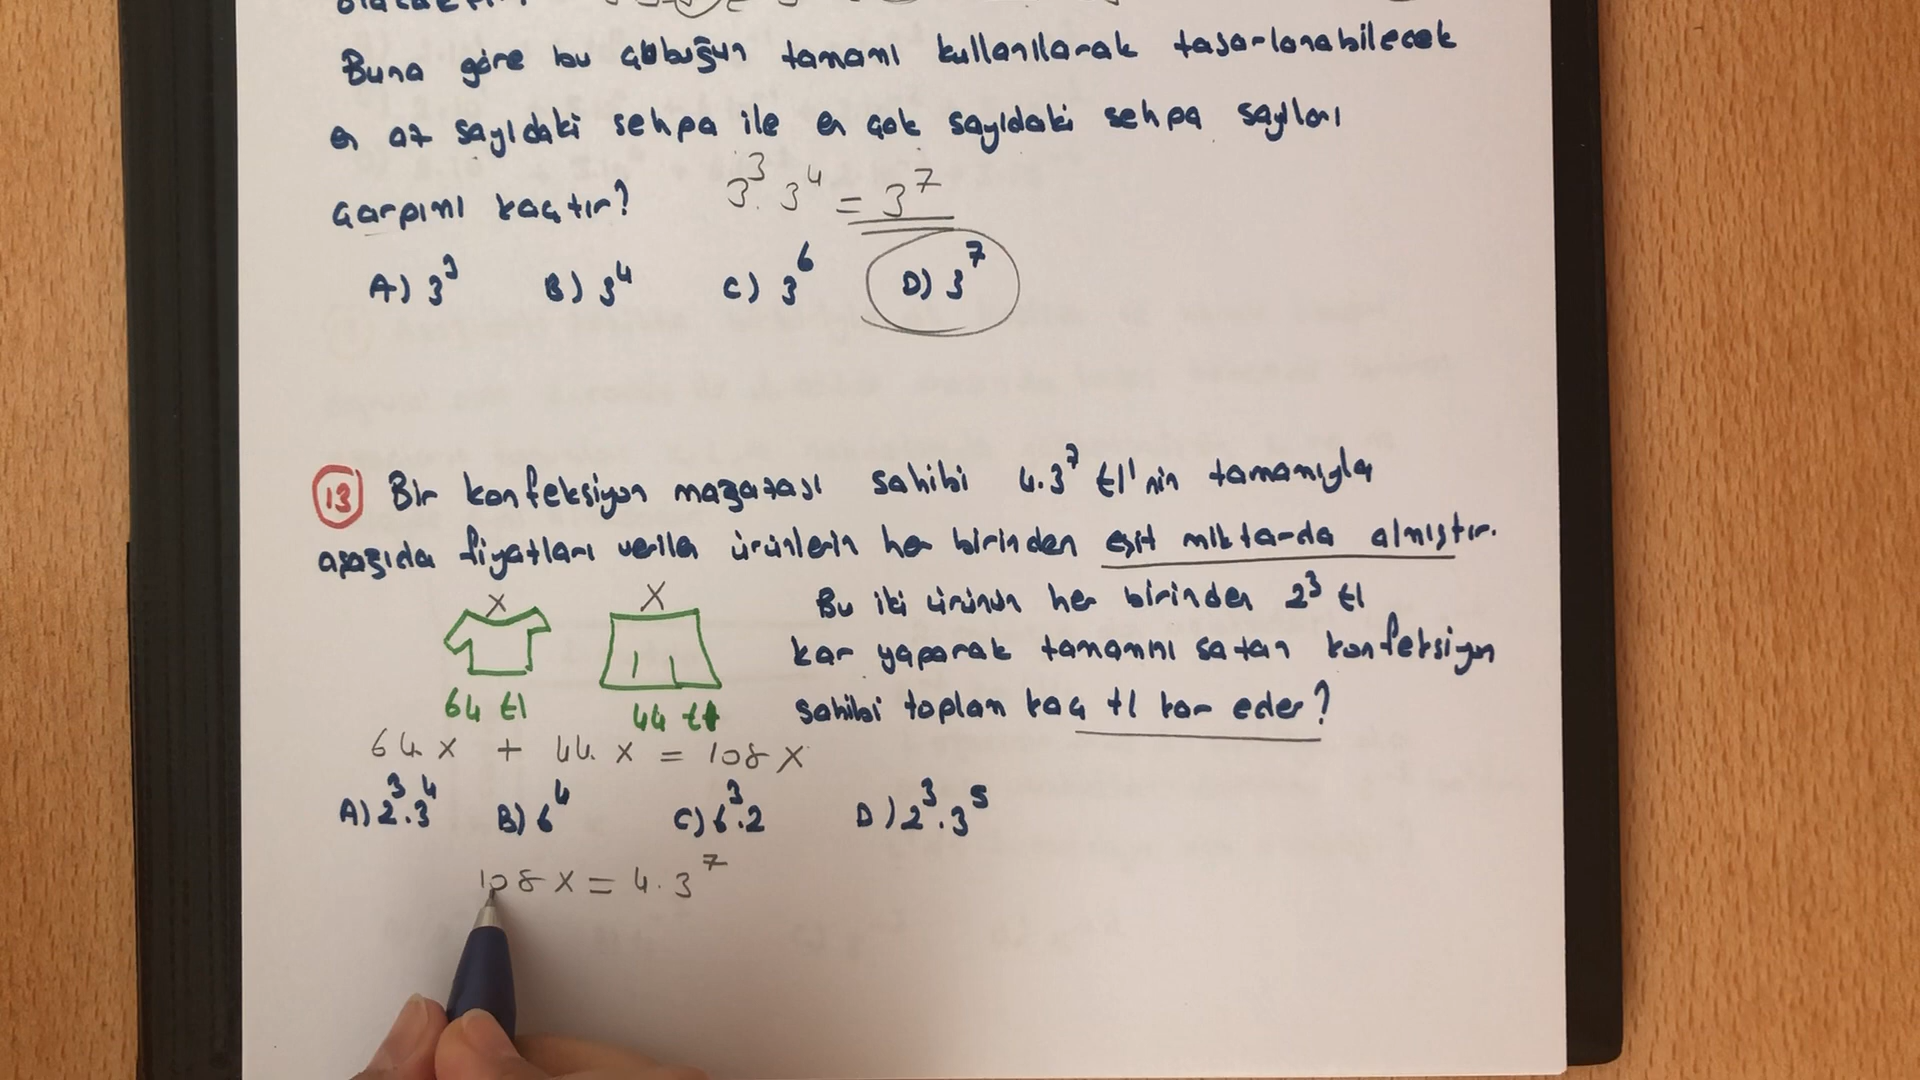 Buna göre bu çubuğun tamamı kullanılarak tasarlanabilecek
en az sayıdaki sehpa ile en çok sayıdaki sehpa sayıları
çarpımı kaçtır? 3³.3⁴ = 3⁷
A) 3³ B) 3⁴ C) 3⁶ D) 3⁷
13 Bir konfeksiyon mağazası sahibi 4.3⁷ tl'nin tamamıyla
aşağıda fiyatları verilen ürünlerin her birinden eşit miktarda almıştır.
x x
Bu iki ürünün her birinden 2³ tl
kar yaparak tamamını satan konfeksiyon
64 tl 44 tl
sahibi toplam kaç tl kar eder?
64.x + 44.x = 108x
A) 2³.3⁴ B) 6⁴ C) 6³.2 D) 2³.3⁵
108x = 4.3⁷